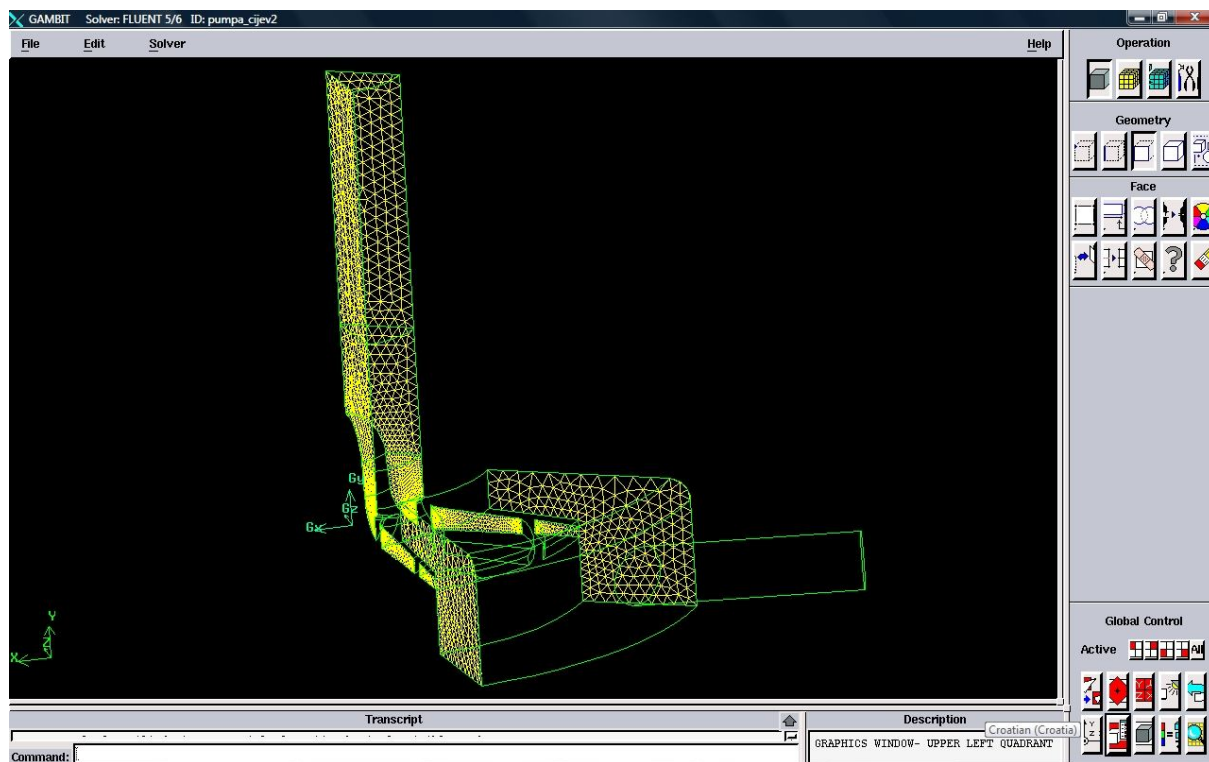 GAMBIT Solver: FLUENT 5/6 ID: pumpa_cijev2
File Edit Solver Help
Operation
Geometry
Face
Gy
Gz
Gx
Y
Z
X
Global Control
Active All
Transcript
Description
Croatian (Croatia)
GRAPHICS WINDOW- UPPER LEFT QUADRANT
Command: